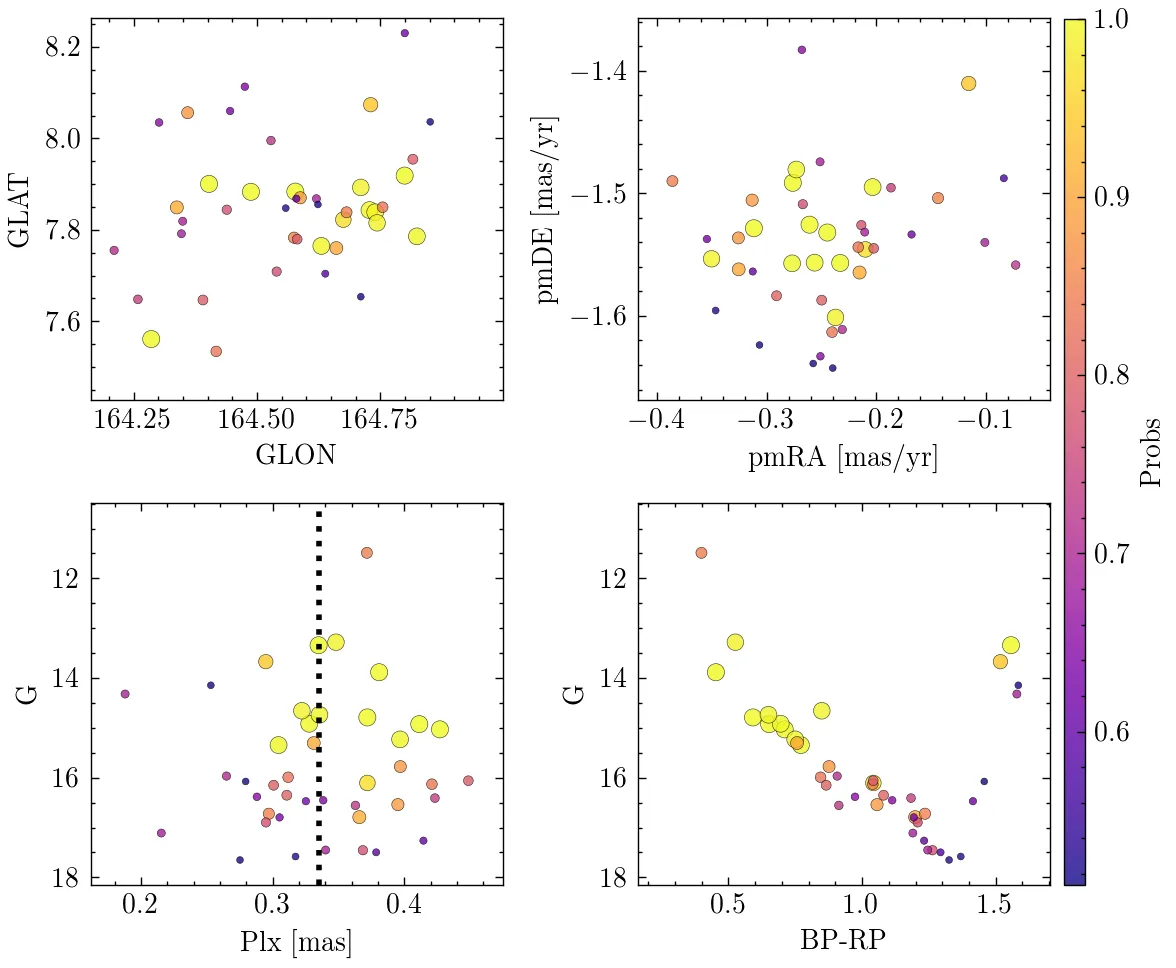 8.2
8.0
7.8
7.6
GLAT
164.25 164.50 164.75
GLON
−1.4
−1.5
−1.6
pmDE [mas/yr]
−0.4 −0.3 −0.2 −0.1
pmRA [mas/yr]
12
14
16
18
G
0.2 0.3 0.4
Plx [mas]
12
14
16
18
G
0.5 1.0 1.5
BP-RP
1.0
0.9
0.8
0.7
0.6
Probs